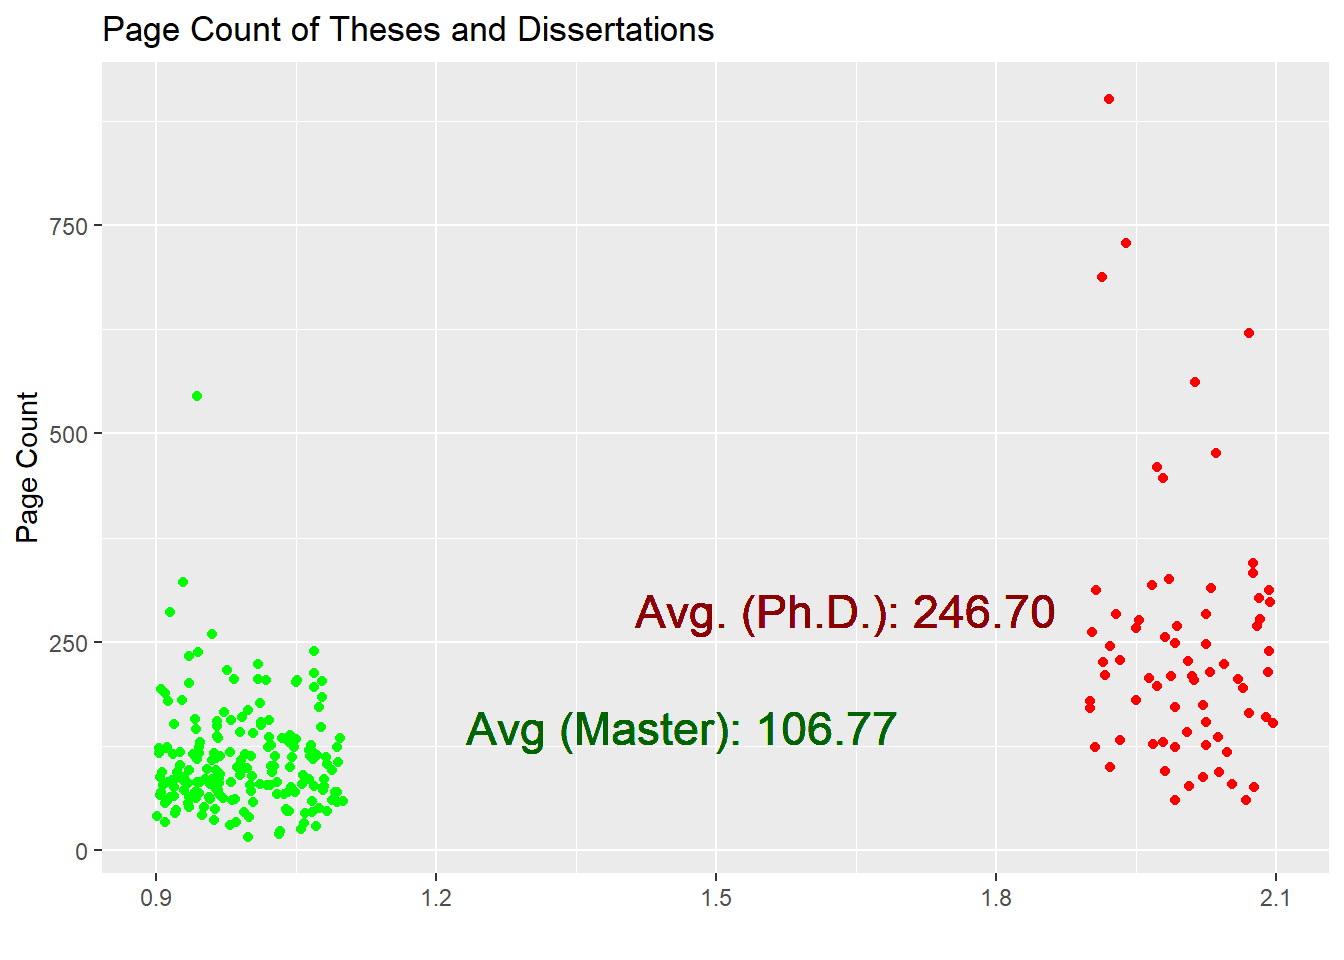 Page Count of Theses and Dissertations
Page Count
750
500
250
0
Avg. (Ph.D.): 246.70
Avg (Master): 106.77
0.9
1.2
1.5
1.8
2.1